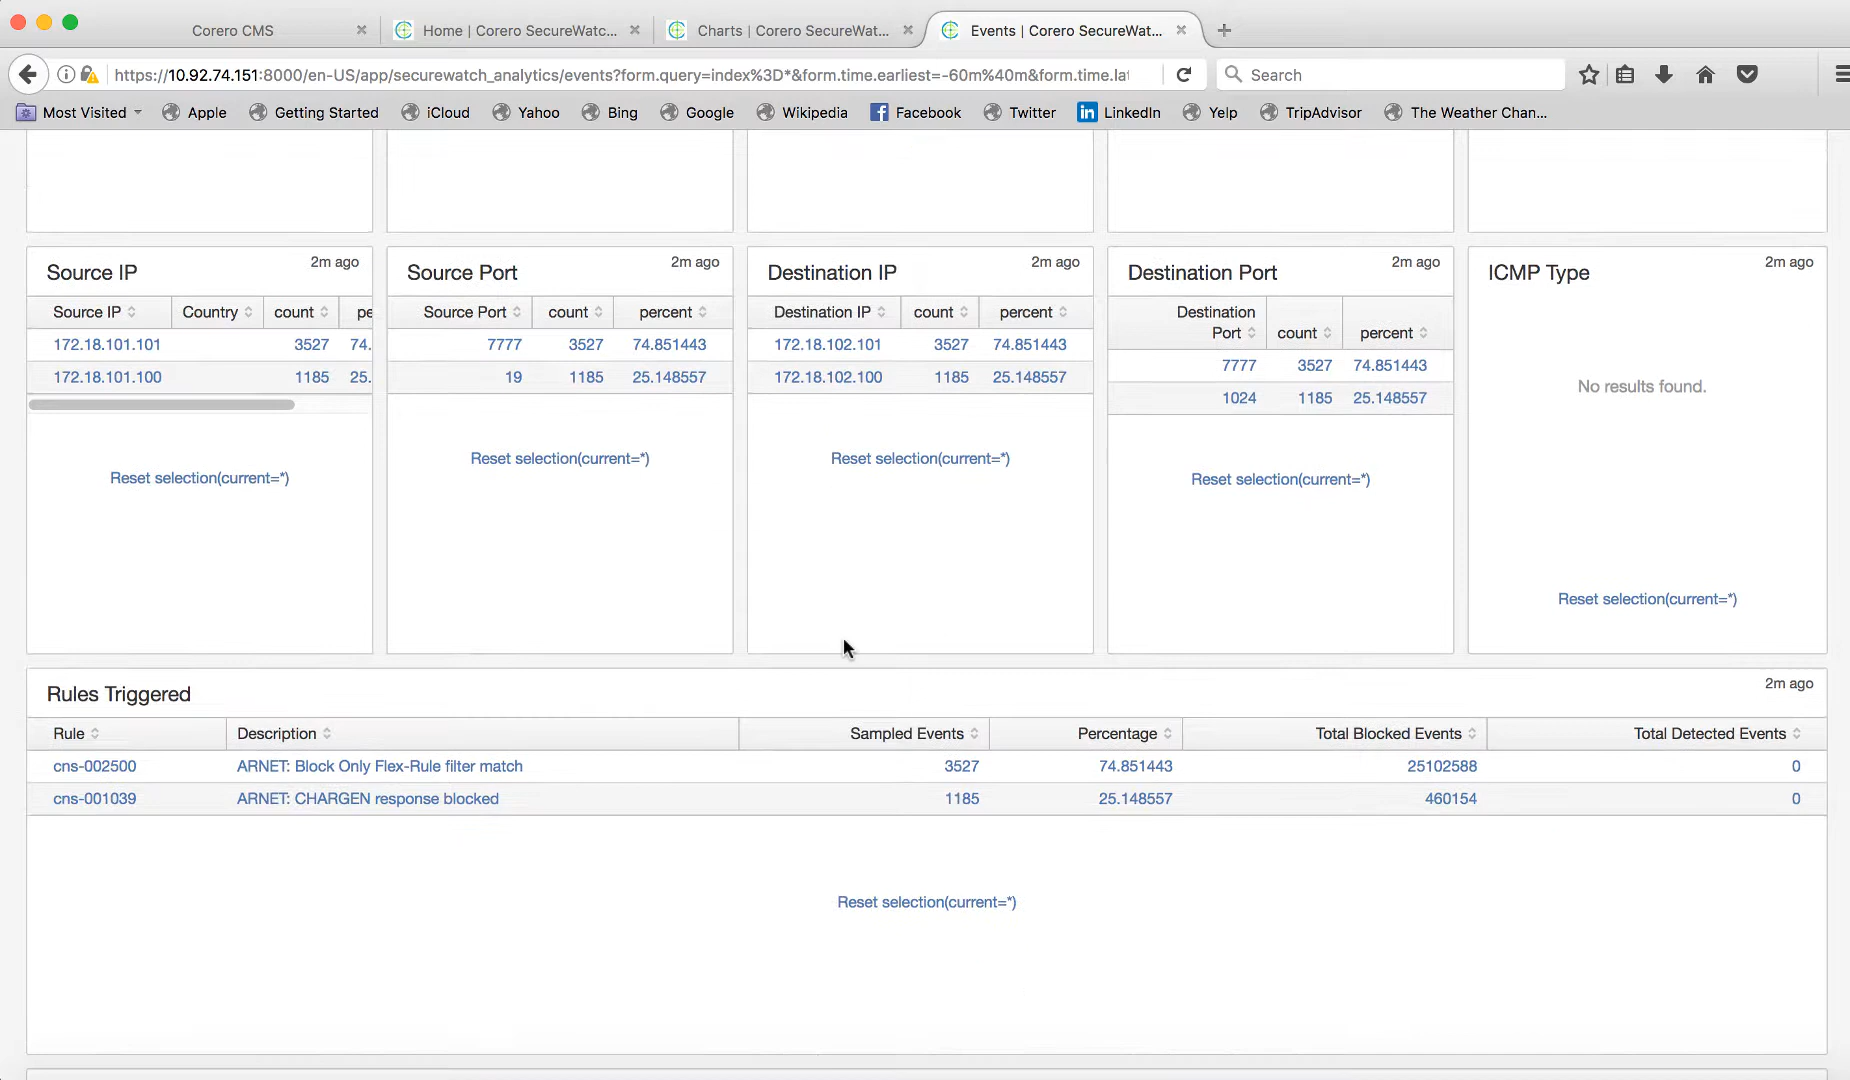 Corero CMS
Home | Corero SecureWatc...
Charts | Corero SecureWat...
Events | Corero SecureWat...
https://10.92.74.151:8000/en-US/app/securewatch_analytics/events?form.query=index%3D*&form.time.earliest=-60m%40m&form.time.lat
Search
Most Visited Apple Getting Started iCloud Yahoo Bing Google Wikipedia Facebook Twitter LinkedIn Yelp TripAdvisor The Weather Chan...
Source IP 2m ago
Source IP Country count pe
172.18.101.101 3527 74.
172.18.101.100 1185 25.
Reset selection(current=*)
Source Port 2m ago
Source Port count percent
7777 3527 74.851443
19 1185 25.148557
Reset selection(current=*)
Destination IP 2m ago
Destination IP count percent
172.18.102.101 3527 74.851443
172.18.102.100 1185 25.148557
Reset selection(current=*)
Destination Port 2m ago
Destination
Port count percent
7777 3527 74.851443
1024 1185 25.148557
Reset selection(current=*)
ICMP Type 2m ago
No results found.
Reset selection(current=*)
Rules Triggered 2m ago
Rule Description Sampled Events Percentage Total Blocked Events Total Detected Events
cns-002500 ARNET: Block Only Flex-Rule filter match 3527 74.851443 25102588 0
cns-001039 ARNET: CHARGEN response blocked 1185 25.148557 460154 0
Reset selection(current=*)